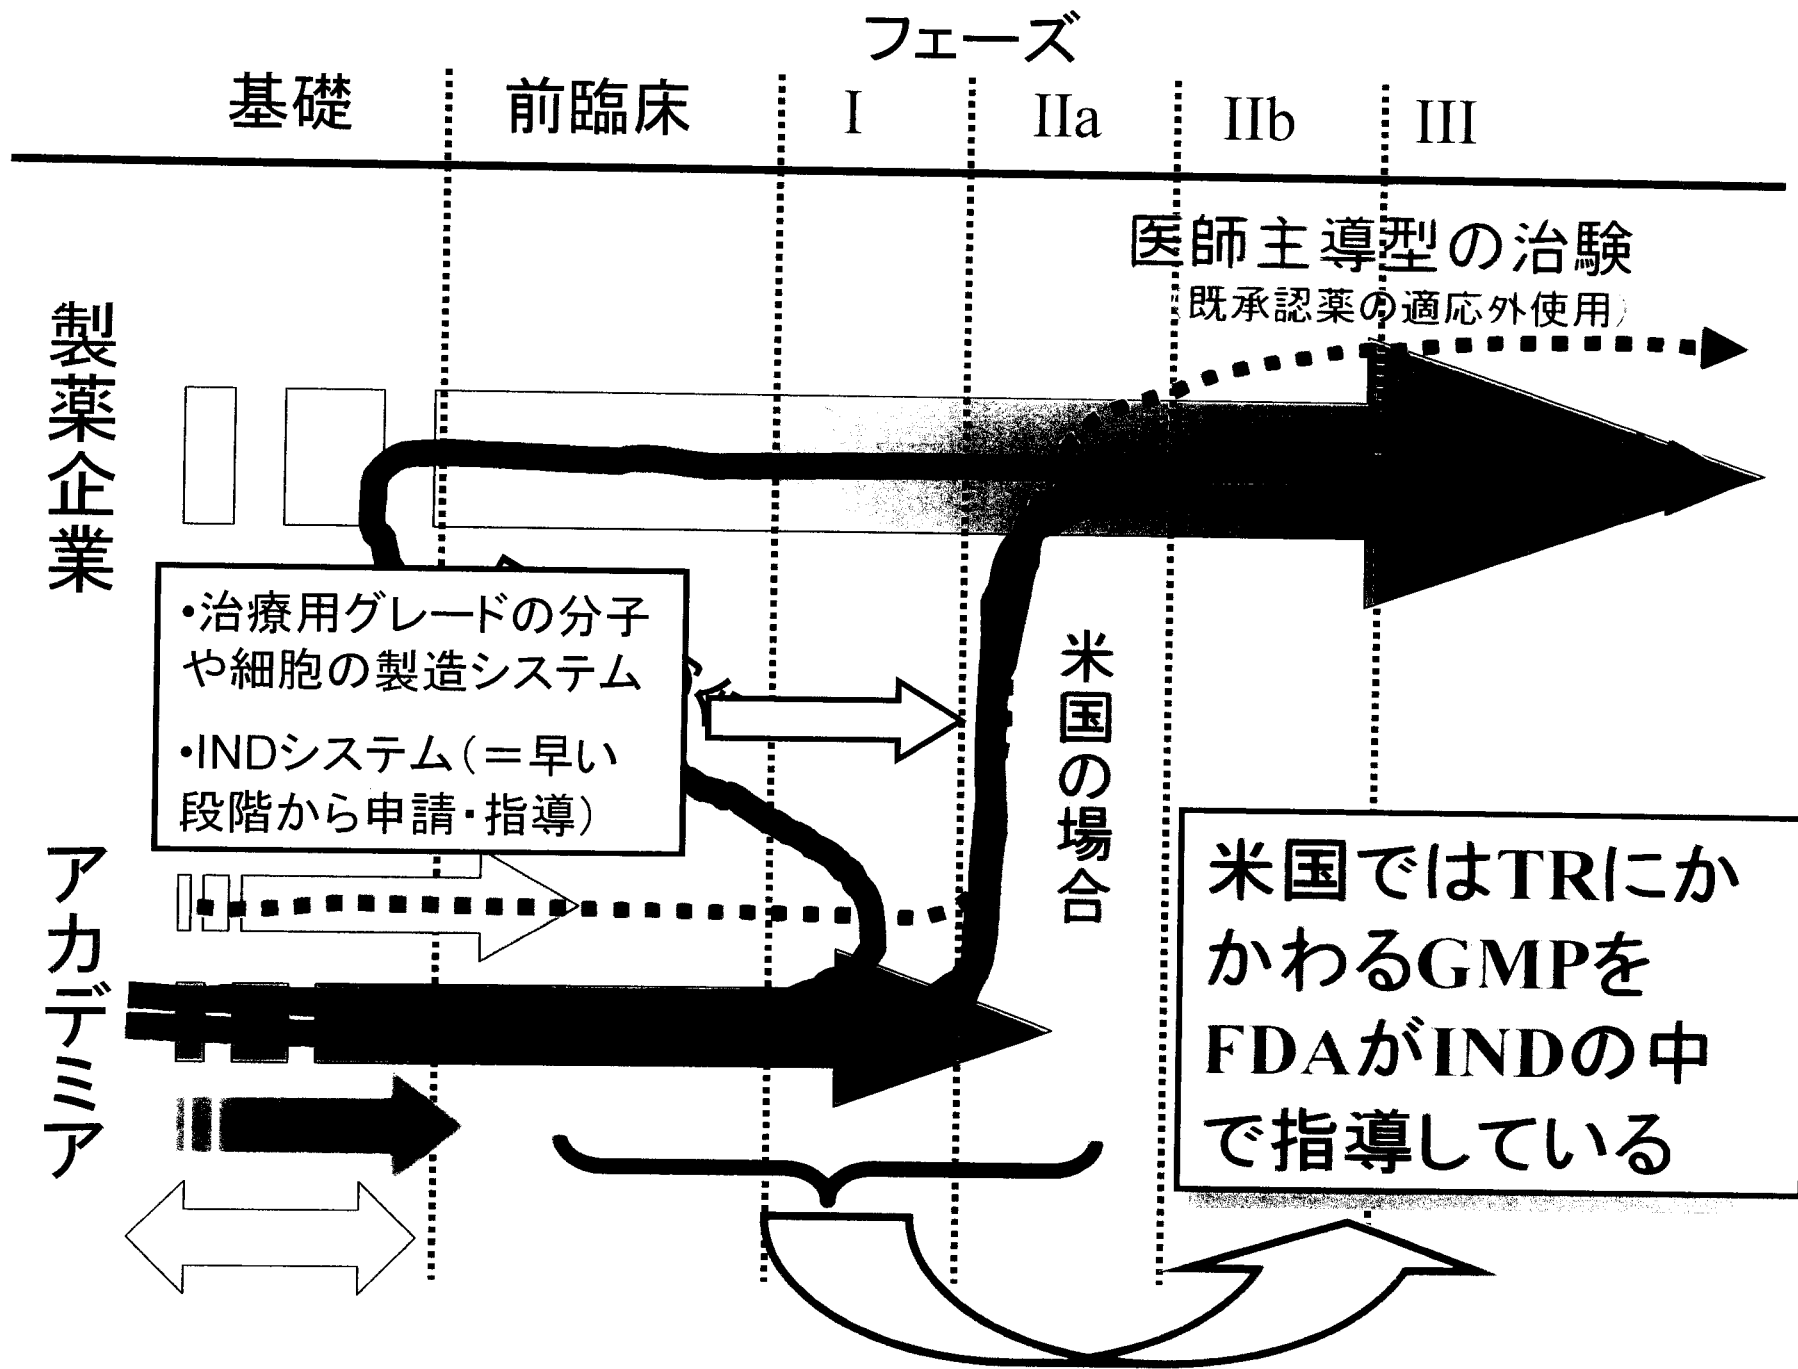 フェーズ
基礎
前臨床
I
IIa
IIb
III
医師主導型の治験
(既承認薬の適応外使用)
製薬企業
•治療用グレードの分子
や細胞の製造システム
•INDシステム(=早い
段階から申請・指導)
米国の場合
アカデミア
米国ではTRにか
かわるGMPを
FDAがINDの中
で指導している